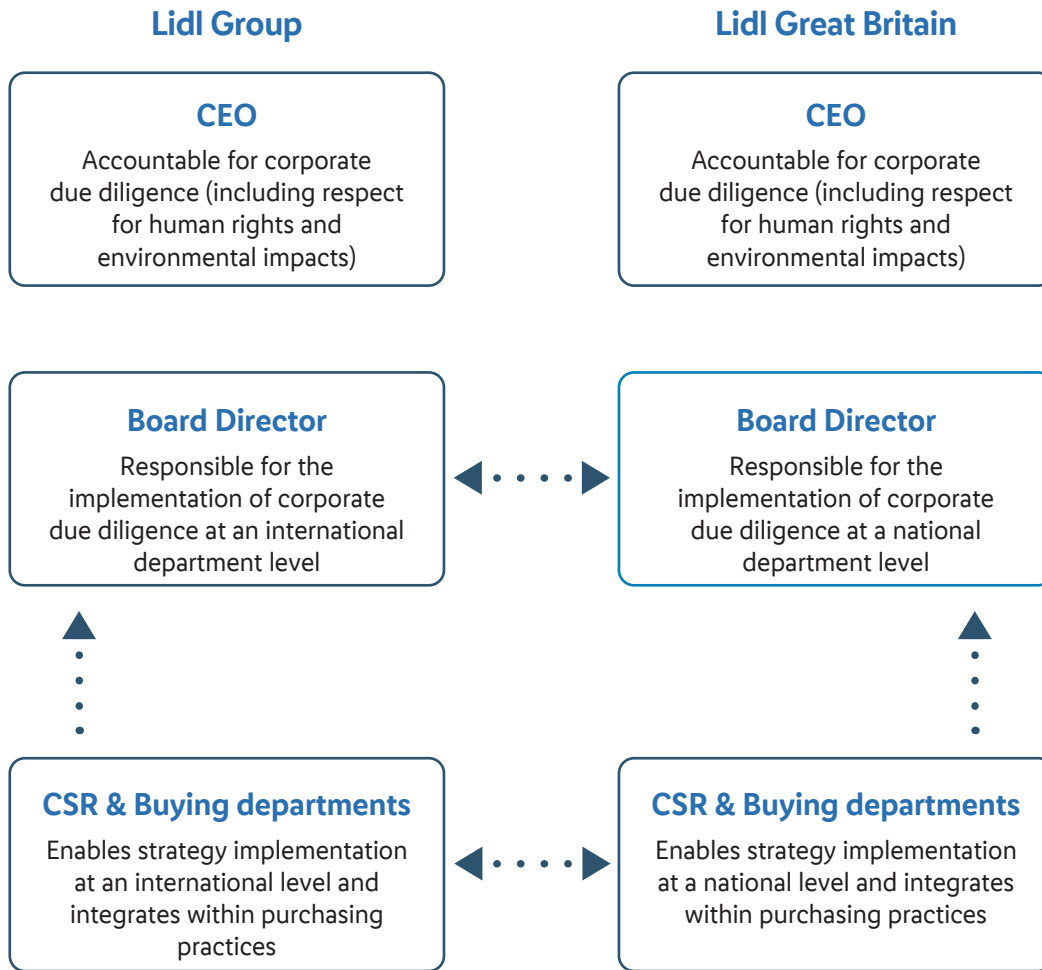 Lidl Group
Lidl Great Britain
CEO
Accountable for corporate
due diligence (including respect
for human rights and
environmental impacts)
CEO
Accountable for corporate
due diligence (including respect
for human rights and
environmental impacts)
Board Director
Responsible for the
implementation of corporate
due diligence at an international
department level
Board Director
Responsible for the
implementation of corporate
due diligence at a national
department level
CSR & Buying departments
Enables strategy implementation
at an international level and
integrates within purchasing
practices
CSR & Buying departments
Enables strategy implementation
at a national level and integrates
within purchasing practices